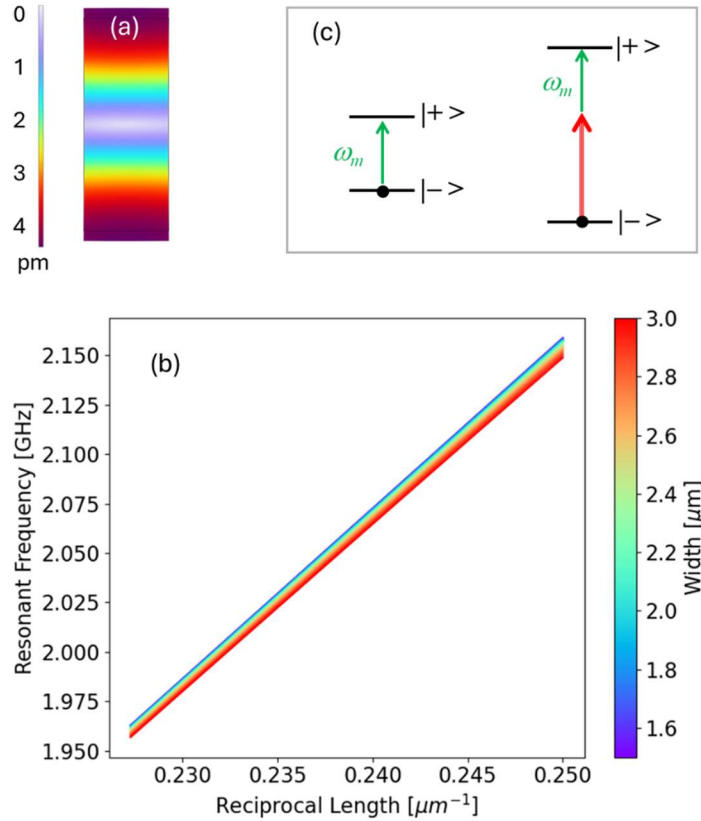 (a)
0
1
2
3
4
pm
(c)
|+>
ω_m
|−>
|+>
ω_m
|−>
(b)
Resonant Frequency [GHz]
2.150
2.125
2.100
2.075
2.050
2.025
2.000
1.975
1.950
0.230 0.235 0.240 0.245 0.250
Reciprocal Length [μm⁻¹]
3.0
2.8
2.6
2.4
2.2
2.0
1.8
1.6
Width [μm]